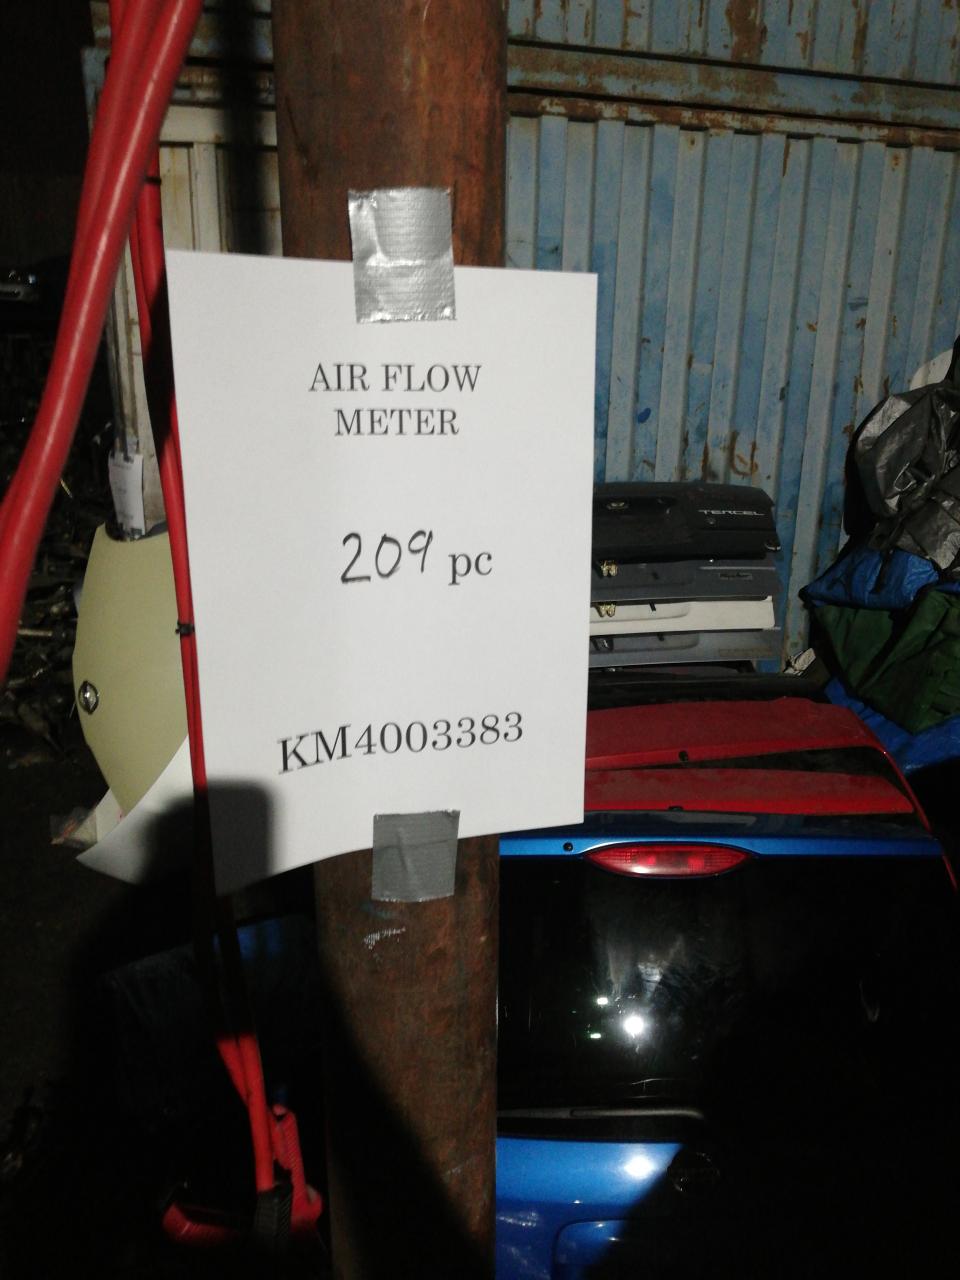 AIR FLOW
METER
209 pc
KM4003383
TERCEL